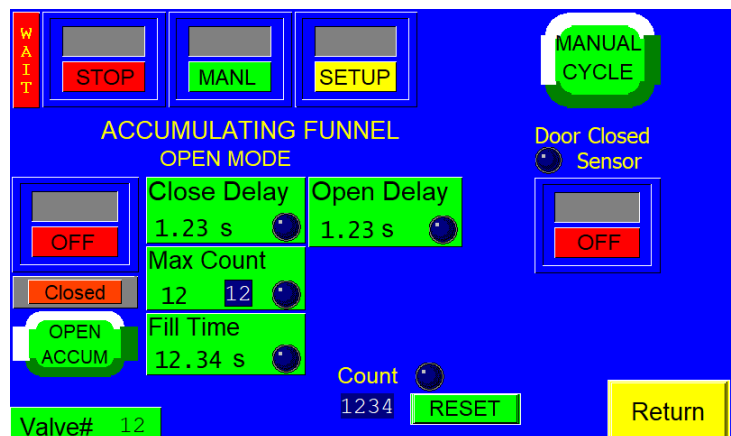 WAIT
STOP
MANL
SETUP
MANUAL
CYCLE
ACCUMULATING FUNNEL
OPEN MODE
Door Closed
Sensor
OFF
Close Delay
1.23 s
Open Delay
1.23 s
OFF
Max Count
12 12
Closed
Fill Time
12.34 s
OPEN
ACCUM
Count
1234 RESET
Return
Valve# 12